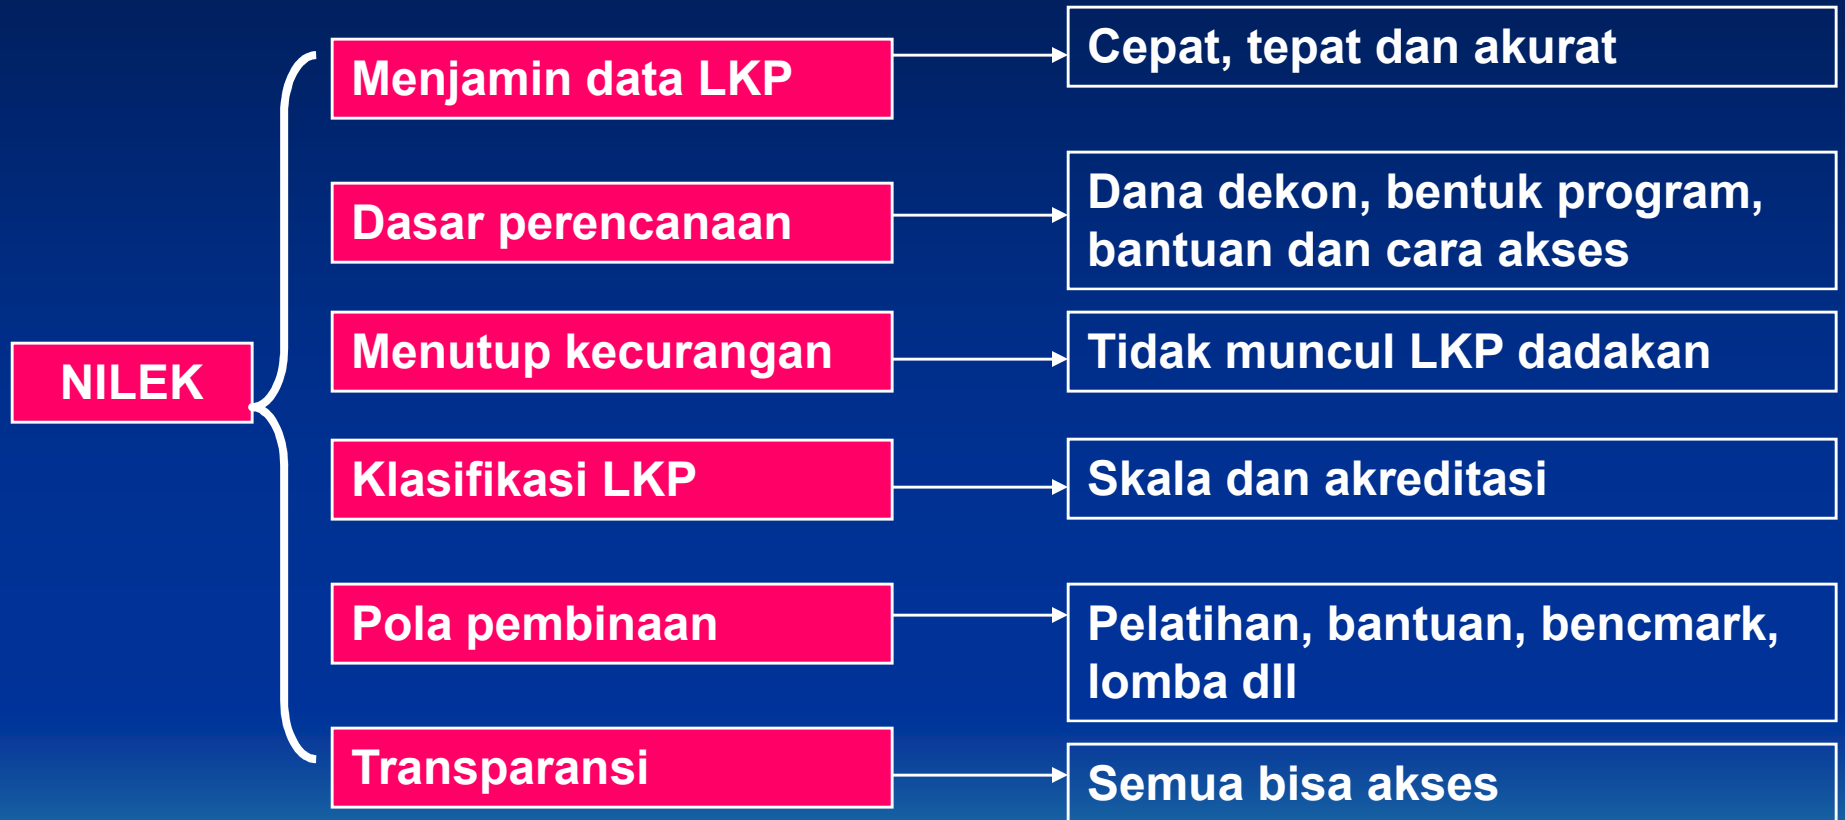 NILEK
Menjamin data LKP
Cepat, tepat dan akurat
Dasar perencanaan
Dana dekon, bentuk program,
bantuan dan cara akses
Menutup kecurangan
Tidak muncul LKP dadakan
Klasifikasi LKP
Skala dan akreditasi
Pola pembinaan
Pelatihan, bantuan, bencmark,
lomba dll
Transparansi
Semua bisa akses